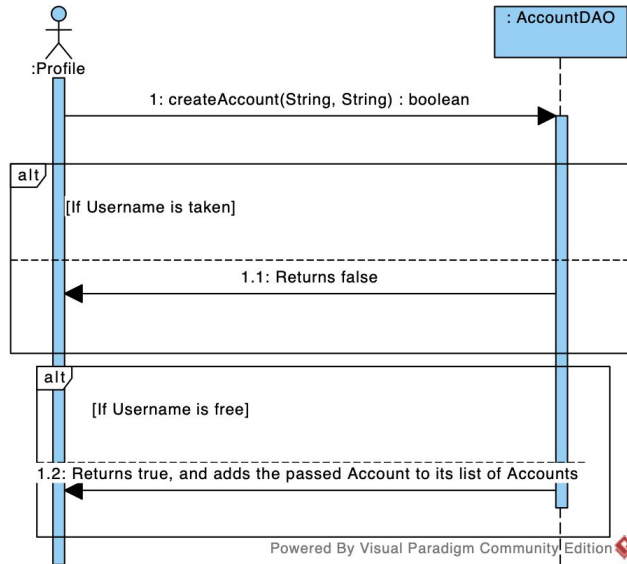 : AccountDAO
:Profile
1: createAccount(String, String) : boolean
alt
[If Username is taken]
1.1: Returns false
alt
[If Username is free]
1.2: Returns true, and adds the passed Account to its list of Accounts
Powered By Visual Paradigm Community Edition